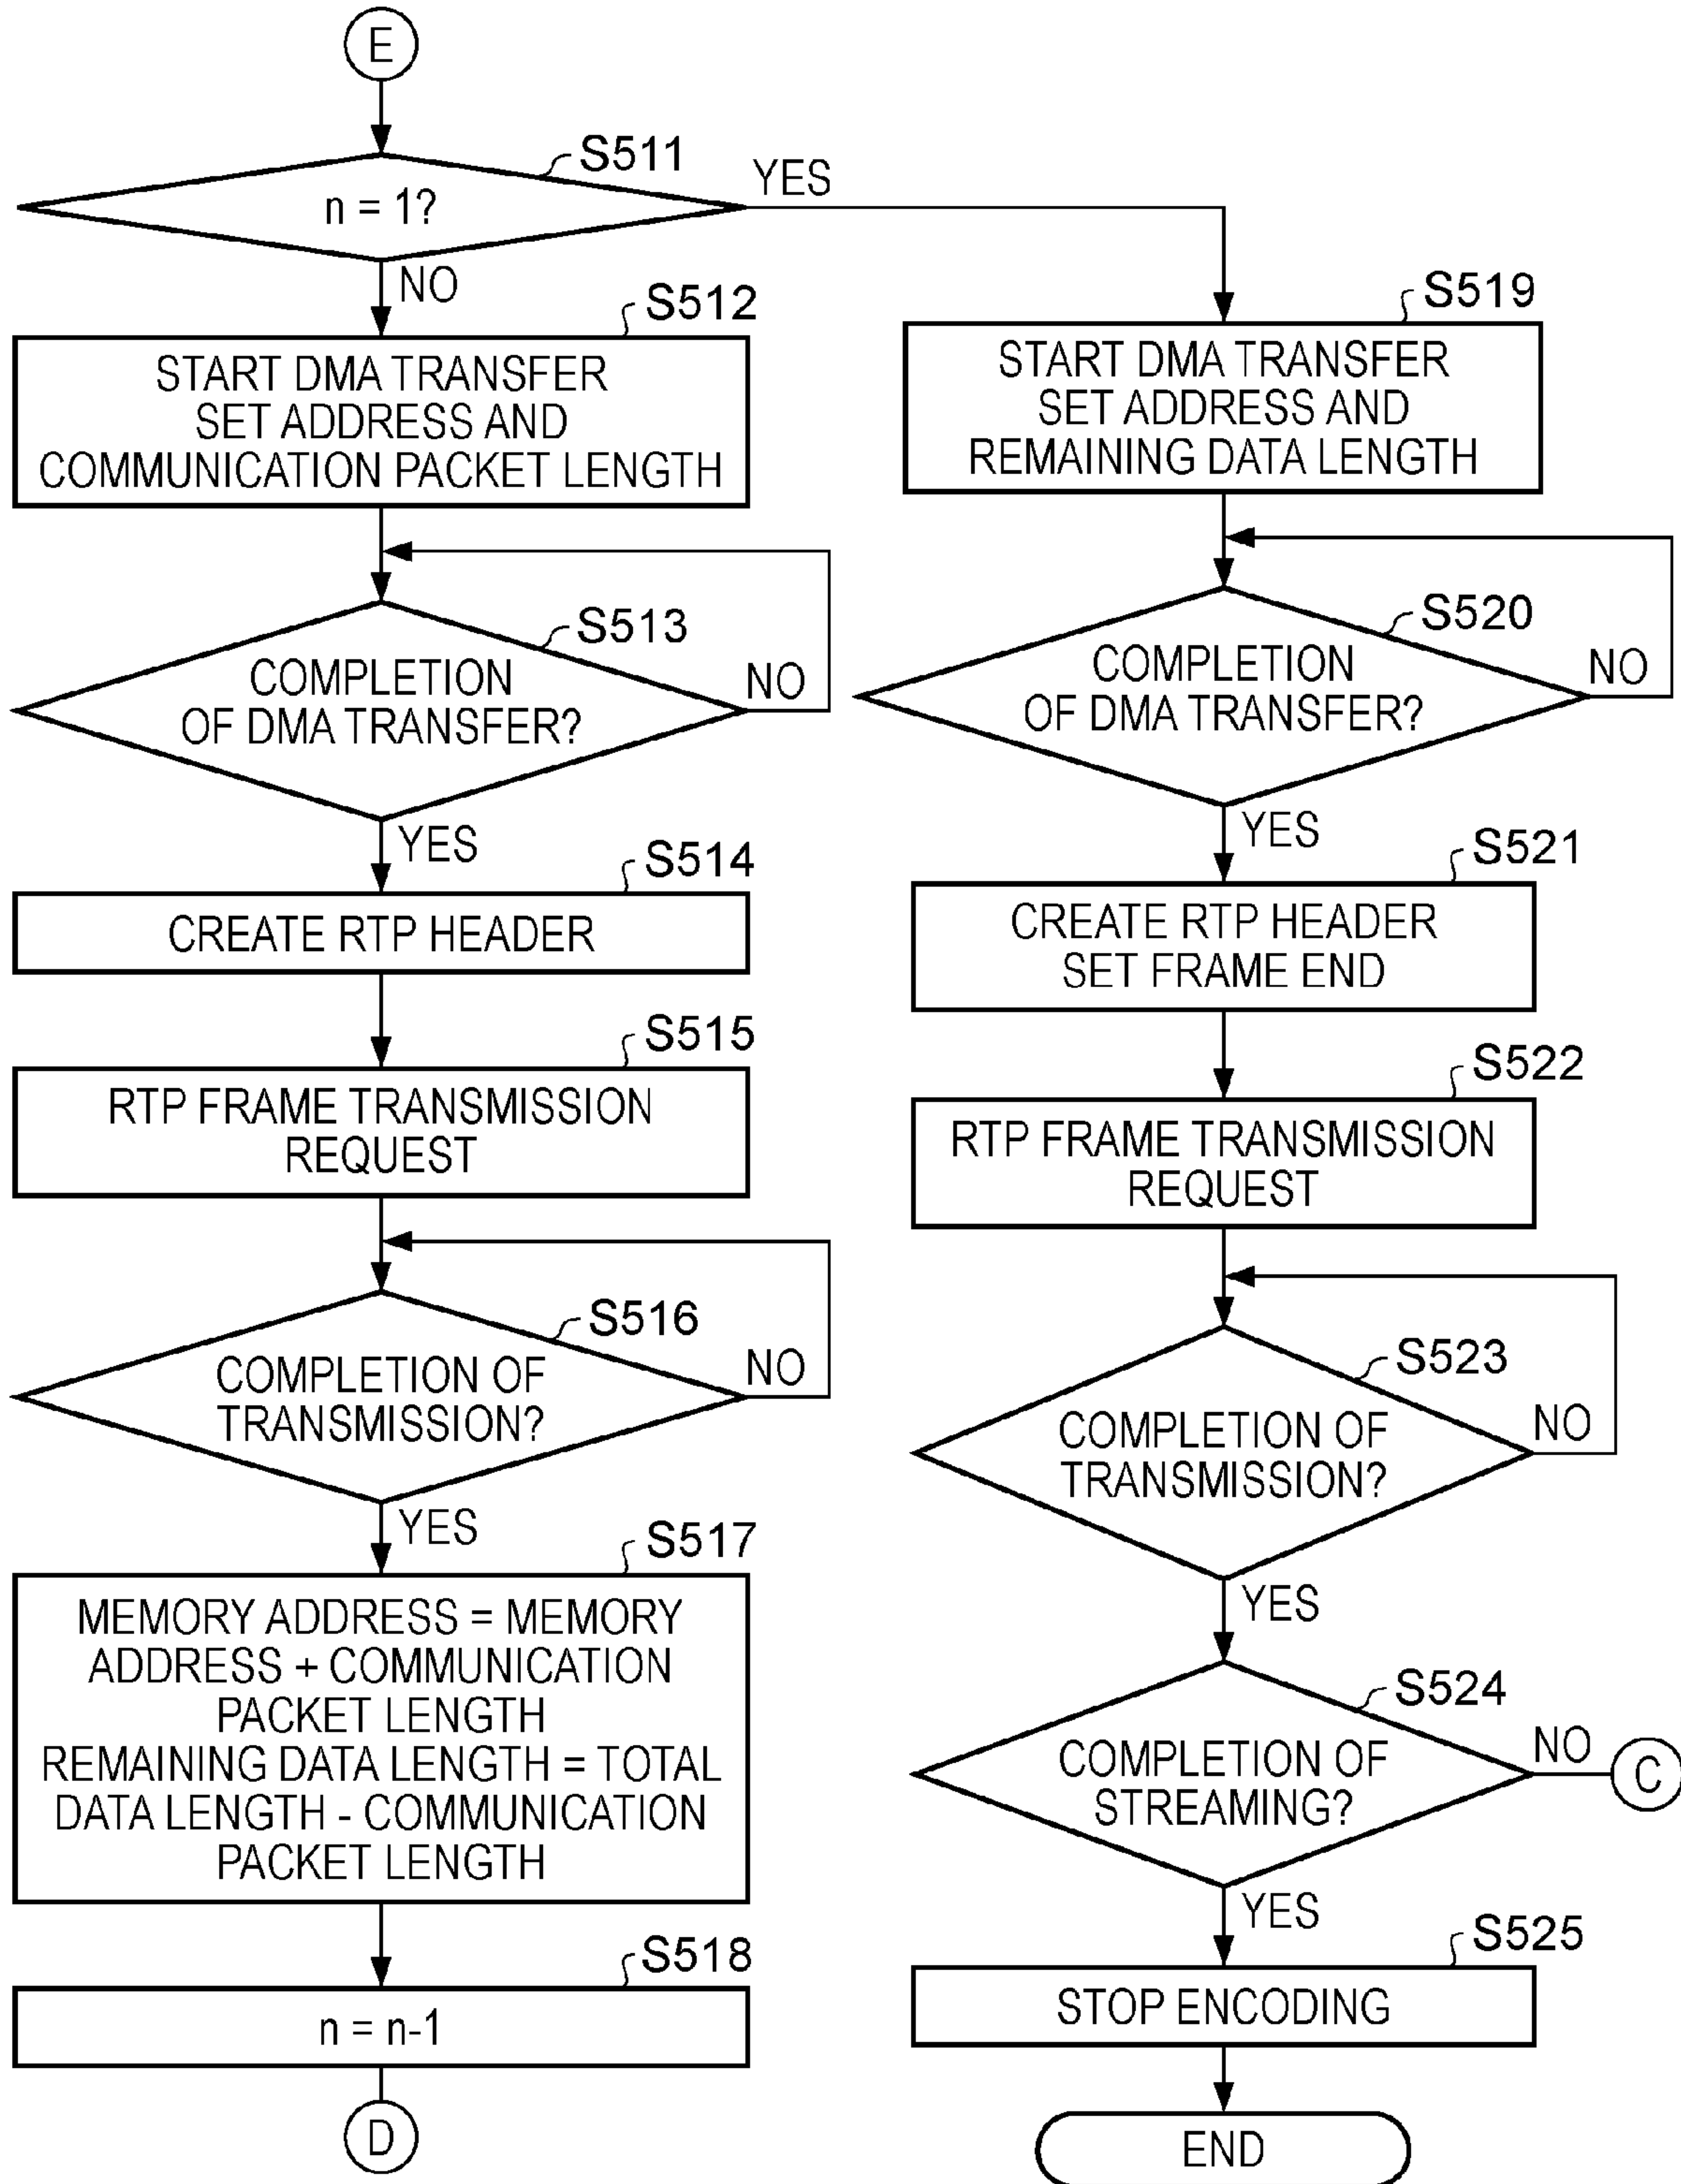 E
S511
n = 1?
YES
NO
S512
START DMA TRANSFER
SET ADDRESS AND
COMMUNICATION PACKET LENGTH
S513
COMPLETION
OF DMA TRANSFER?
NO
YES
S514
CREATE RTP HEADER
S515
RTP FRAME TRANSMISSION
REQUEST
S516
COMPLETION OF
TRANSMISSION?
NO
YES
S517
MEMORY ADDRESS = MEMORY
ADDRESS + COMMUNICATION
PACKET LENGTH
REMAINING DATA LENGTH = TOTAL
DATA LENGTH - COMMUNICATION
PACKET LENGTH
S518
n = n-1
D
S519
START DMA TRANSFER
SET ADDRESS AND
REMAINING DATA LENGTH
S520
COMPLETION
OF DMA TRANSFER?
NO
YES
S521
CREATE RTP HEADER
SET FRAME END
S522
RTP FRAME TRANSMISSION
REQUEST
S523
COMPLETION OF
TRANSMISSION?
NO
YES
S524
COMPLETION OF
STREAMING?
NO
C
YES
S525
STOP ENCODING
END